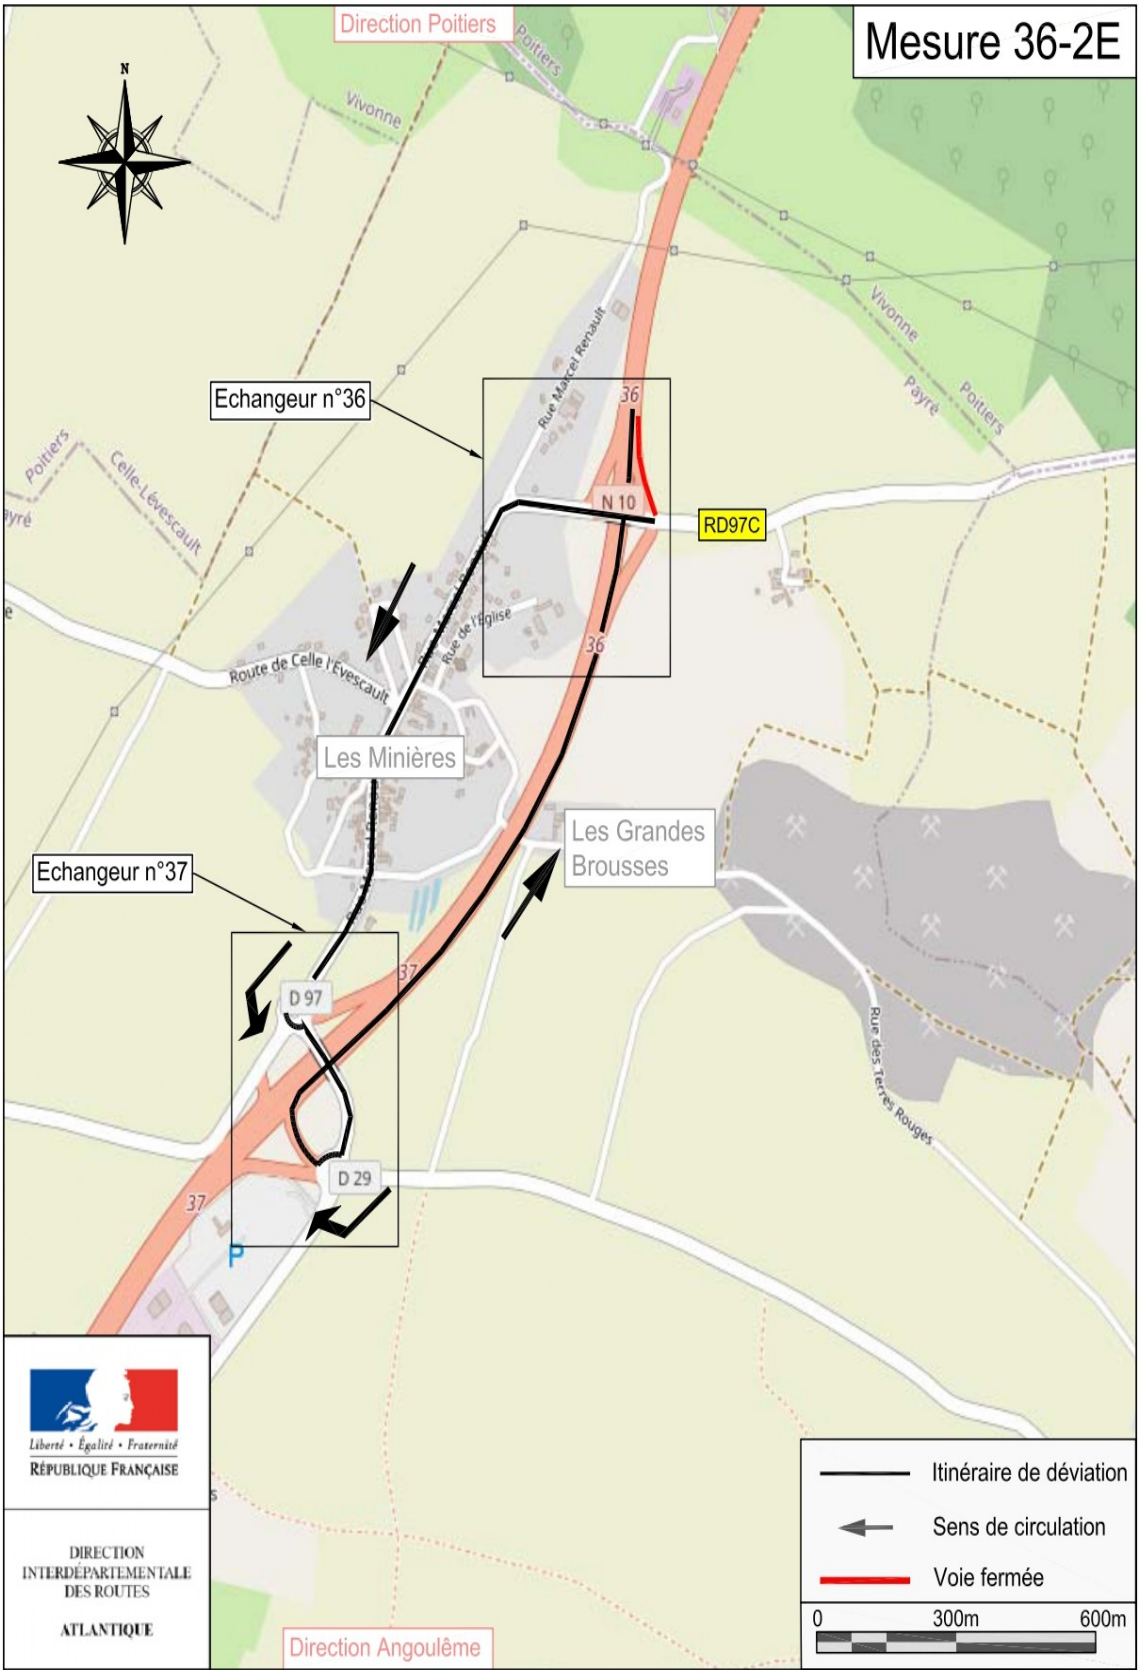 Direction Poitiers
Mesure 36-2E
N
Poitiers
Vivonne
Rue Marcel Renault
Vivonne
Payré
Poitiers
Echangeur n°36
36
N 10
RD97C
Poitiers
Celle-Lévescault
ayré
e
Rue de l'Église
36
Route de Celle l'Évescault
Les Minières
Les Grandes
Brousses
Echangeur n°37
37
D 97
Rue des Terres Rouges
D 29
37
P
Liberté • Égalité • Fraternité
RÉPUBLIQUE FRANÇAISE
s
DIRECTION
INTERDÉPARTEMENTALE
DES ROUTES
ATLANTIQUE
Direction Angoulême
Itinéraire de déviation
Sens de circulation
Voie fermée
0 300m 600m